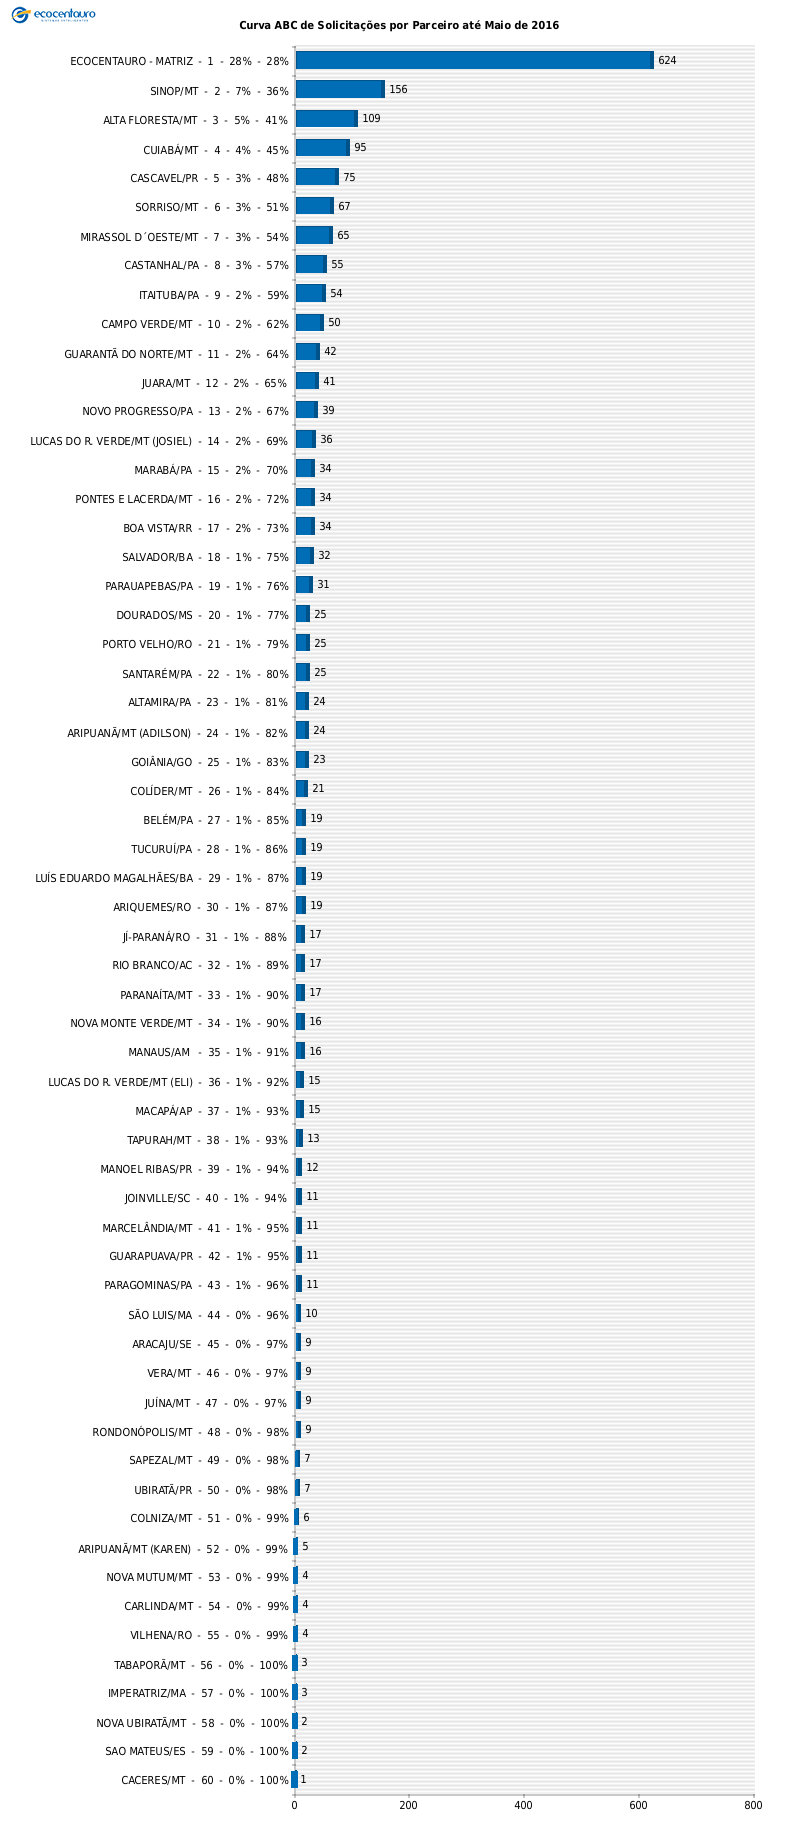 ecocentauro
Curva ABC de Solicitações por Parceiro até Maio de 2016
ECOCENTAURO - MATRIZ - 1 - 28% - 28% 624
SINOP/MT - 2 - 7% - 36% 156
ALTA FLORESTA/MT - 3 - 5% - 41% 109
CUIABÁ/MT - 4 - 4% - 45% 95
CASCAVEL/PR - 5 - 3% - 48% 75
SORRISO/MT - 6 - 3% - 51% 67
MIRASSOL D´OESTE/MT - 7 - 3% - 54% 65
CASTANHAL/PA - 8 - 3% - 57% 55
ITAITUBA/PA - 9 - 2% - 59% 54
CAMPO VERDE/MT - 10 - 2% - 62% 50
GUARANTÃ DO NORTE/MT - 11 - 2% - 64% 42
JUARA/MT - 12 - 2% - 65% 41
NOVO PROGRESSO/PA - 13 - 2% - 67% 39
LUCAS DO R. VERDE/MT (JOSIEL) - 14 - 2% - 69% 36
MARABÁ/PA - 15 - 2% - 70% 34
PONTES E LACERDA/MT - 16 - 2% - 72% 34
BOA VISTA/RR - 17 - 2% - 73% 34
SALVADOR/BA - 18 - 1% - 75% 32
PARAUAPEBAS/PA - 19 - 1% - 76% 31
DOURADOS/MS - 20 - 1% - 77% 25
PORTO VELHO/RO - 21 - 1% - 79% 25
SANTARÉM/PA - 22 - 1% - 80% 25
ALTAMIRA/PA - 23 - 1% - 81% 24
ARIPUANÃ/MT (ADILSON) - 24 - 1% - 82% 24
GOIÂNIA/GO - 25 - 1% - 83% 23
COLÍDER/MT - 26 - 1% - 84% 21
BELÉM/PA - 27 - 1% - 85% 19
TUCURUÍ/PA - 28 - 1% - 86% 19
LUÍS EDUARDO MAGALHÃES/BA - 29 - 1% - 87% 19
ARIQUEMES/RO - 30 - 1% - 87% 19
JÍ-PARANÁ/RO - 31 - 1% - 88% 17
RIO BRANCO/AC - 32 - 1% - 89% 17
PARANAÍTA/MT - 33 - 1% - 90% 17
NOVA MONTE VERDE/MT - 34 - 1% - 90% 16
MANAUS/AM - 35 - 1% - 91% 16
LUCAS DO R. VERDE/MT (ELI) - 36 - 1% - 92% 15
MACAPÁ/AP - 37 - 1% - 93% 15
TAPURAH/MT - 38 - 1% - 93% 13
MANOEL RIBAS/PR - 39 - 1% - 94% 12
JOINVILLE/SC - 40 - 1% - 94% 11
MARCELÂNDIA/MT - 41 - 1% - 95% 11
GUARAPUAVA/PR - 42 - 1% - 95% 11
PARAGOMINAS/PA - 43 - 1% - 96% 11
SÃO LUIS/MA - 44 - 0% - 96% 10
ARACAJU/SE - 45 - 0% - 97% 9
VERA/MT - 46 - 0% - 97% 9
JUÍNA/MT - 47 - 0% - 97% 9
RONDONÓPOLIS/MT - 48 - 0% - 98% 9
SAPEZAL/MT - 49 - 0% - 98% 7
UBIRATÃ/PR - 50 - 0% - 98% 7
COLNIZA/MT - 51 - 0% - 99% 6
ARIPUANÃ/MT (KAREN) - 52 - 0% - 99% 5
NOVA MUTUM/MT - 53 - 0% - 99% 4
CARLINDA/MT - 54 - 0% - 99% 4
VILHENA/RO - 55 - 0% - 99% 4
TABAPORÃ/MT - 56 - 0% - 100% 3
IMPERATRIZ/MA - 57 - 0% - 100% 3
NOVA UBIRATÃ/MT - 58 - 0% - 100% 2
SAO MATEUS/ES - 59 - 0% - 100% 2
CACERES/MT - 60 - 0% - 100% 1
0 200 400 600 800